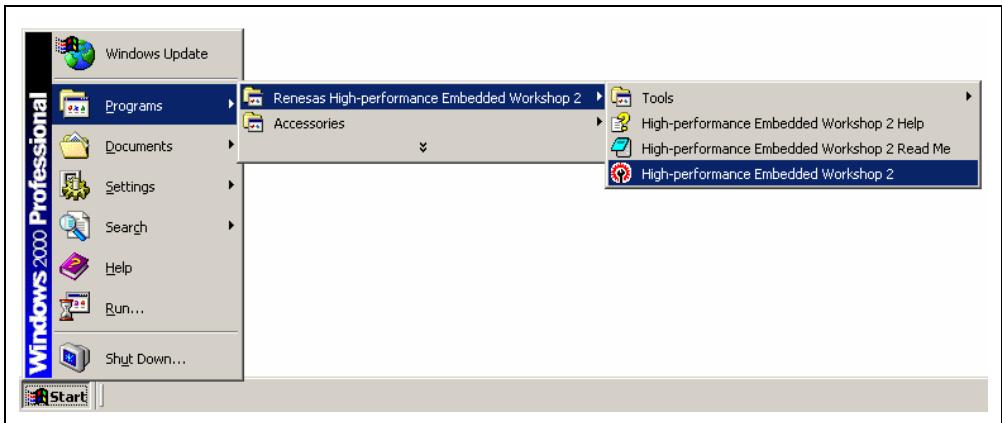 Windows 2000 Professional
Windows Update
Programs
Documents
Settings
Search
Help
Run...
Shut Down...
Start
Renesas High-performance Embedded Workshop 2
Accessories
Tools
High-performance Embedded Workshop 2 Help
High-performance Embedded Workshop 2 Read Me
High-performance Embedded Workshop 2